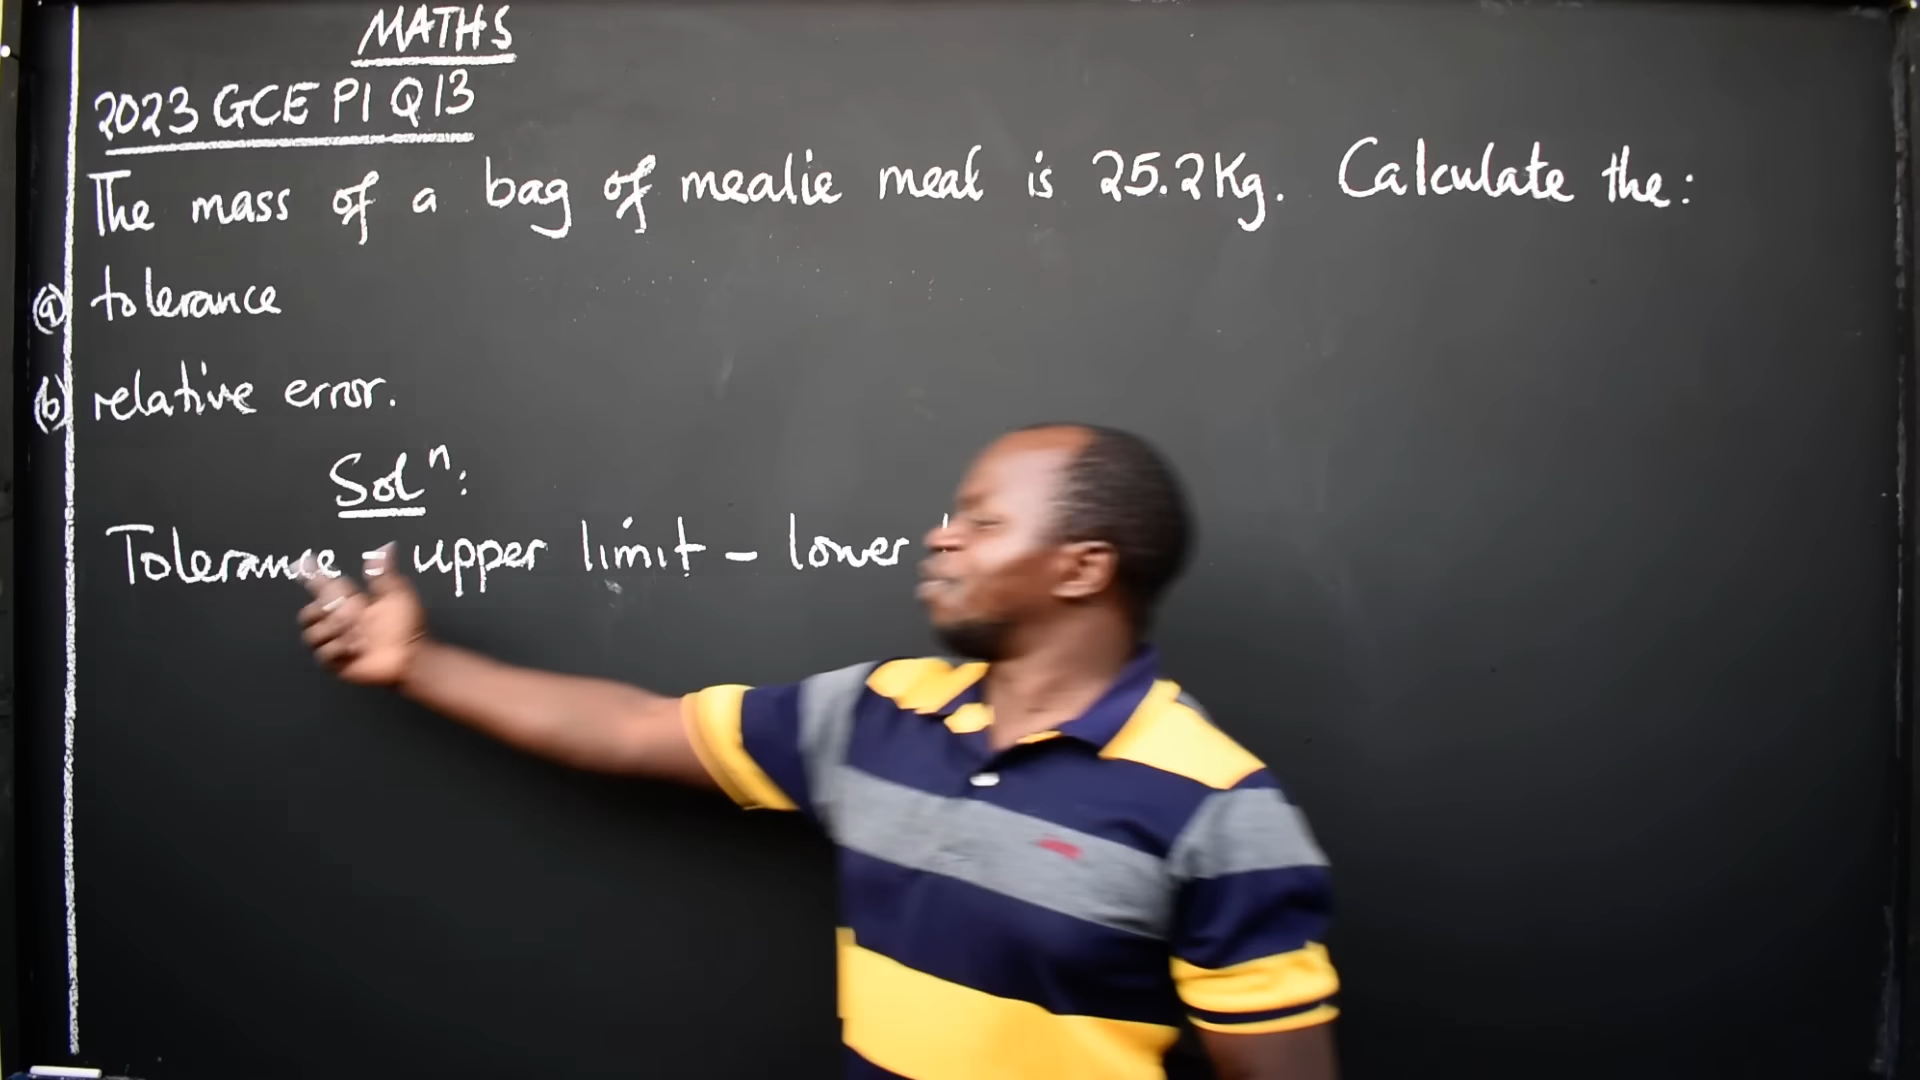 MATHS
2023 GCE P1 Q13
The mass of a bag of mealie meal is 25.2Kg. Calculate the:
(a) tolerance
(b) relative error.
Solⁿ:
Tolerance = upper limit - lower